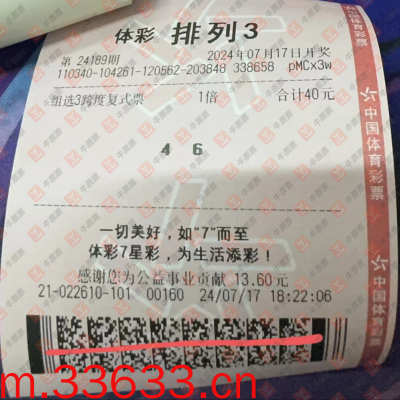 体彩 排列3
第 24189期 2024年07月17日开奖
110340-104261-120562-203848 338658 pMCx3w
组选3跨度复式票 1倍 合计40元
4 6
一切美好，如"7"而至
体彩7星彩，为生活添彩！
感谢您为公益事业贡献 13.60元
21-022610-101 00160 24/07/17 18:22:06
中国体育彩票
中国体育彩票
m.33633.cn